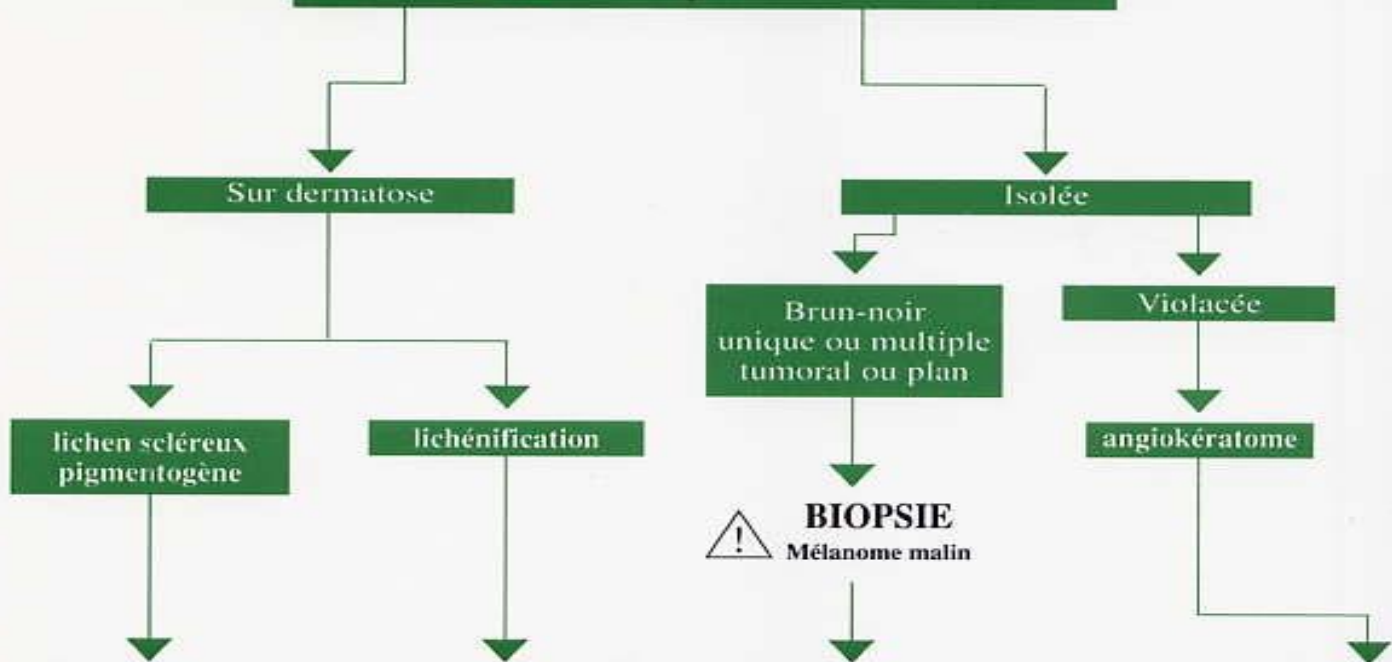 Sur dermatose
Isolée
Brun-noir
unique ou multiple
tumoral ou plan
Violacée
lichen scléreux
pigmentogène
lichénification
angiokératome
BIOPSIE
Mélanome malin